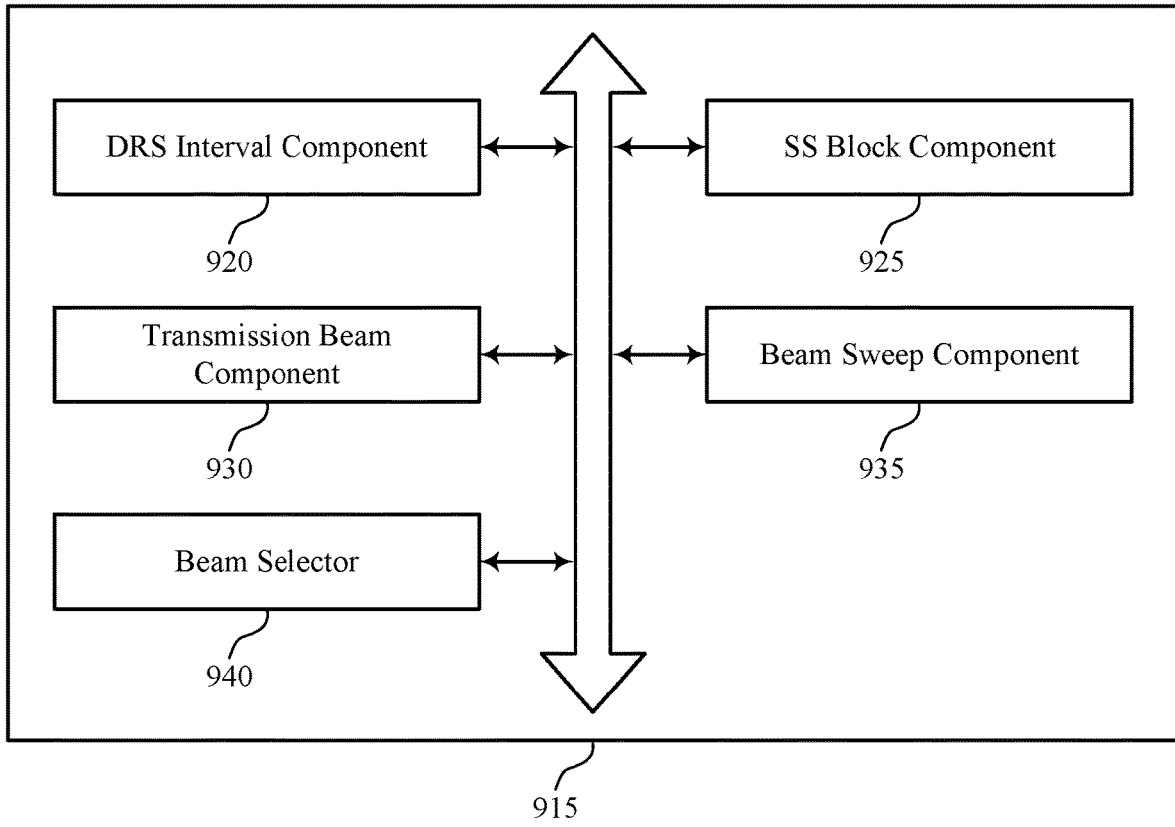 DRS Interval Component
920
SS Block Component
925
Transmission Beam
Component
930
Beam Sweep Component
935
Beam Selector
940
915